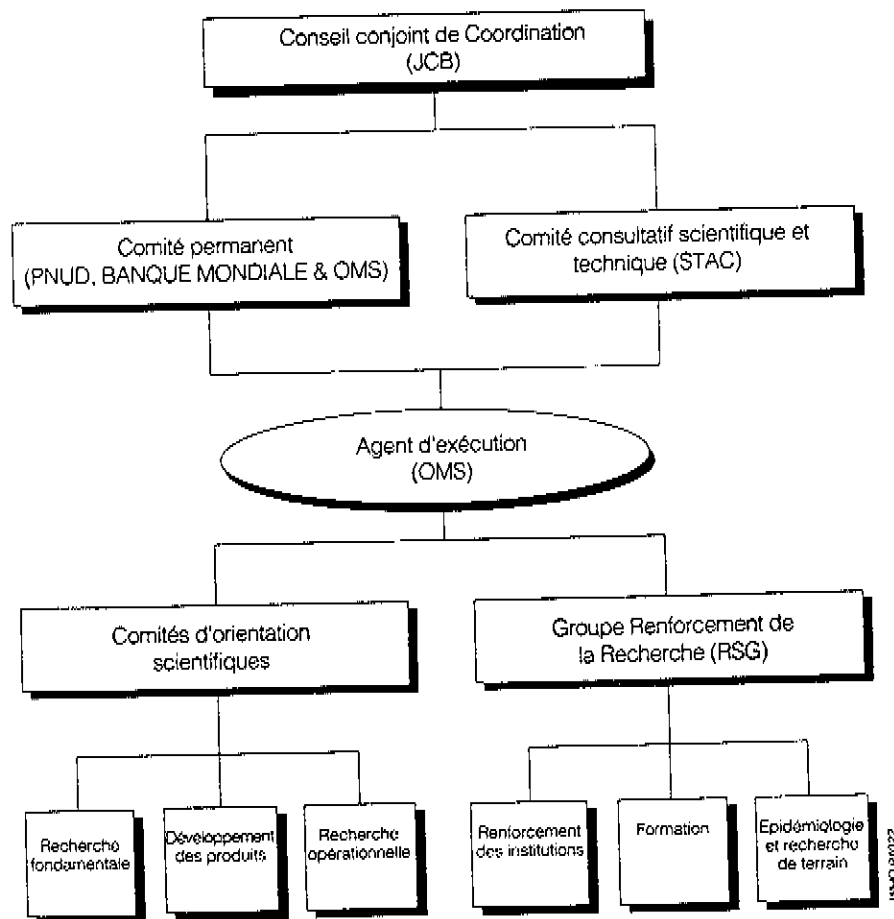 Conseil conjoint de Coordination
(JCB)
Comité permanent
(PNUD, BANQUE MONDIALE & OMS)
Comité consultatif scientifique et
technique (STAC)
Agent d'exécution
(OMS)
Comités d'orientation
scientifiques
Groupe Renforcement de
la Recherche (RSG)
Recherche
fondamentale
Développement
des produits
Recherche
opérationnelle
Renforcement
des institutions
Formation
Epidémiologie
et recherche
de terrain